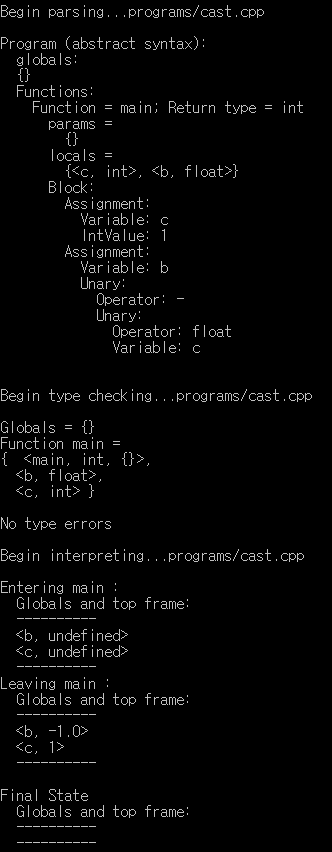 Begin parsing...programs/cast.cpp
Program (abstract syntax):
globals:
{}
Functions:
Function = main; Return type = int
params =
{}
locals =
{<c, int>, <b, float>}
Block:
Assignment:
Variable: c
IntValue: 1
Assignment:
Variable: b
Unary:
Operator: -
Unary:
Operator: float
Variable: c
Begin type checking...programs/cast.cpp
Globals = {}
Function main =
{  <main, int, {}>,
<b, float>,
<c, int> }
No type errors
Begin interpreting...programs/cast.cpp
Entering main :
Globals and top frame:
----------
<b, undefined>
<c, undefined>
----------
Leaving main :
Globals and top frame:
----------
<b, -1.0>
<c, 1>
----------
Final State
Globals and top frame:
----------
----------